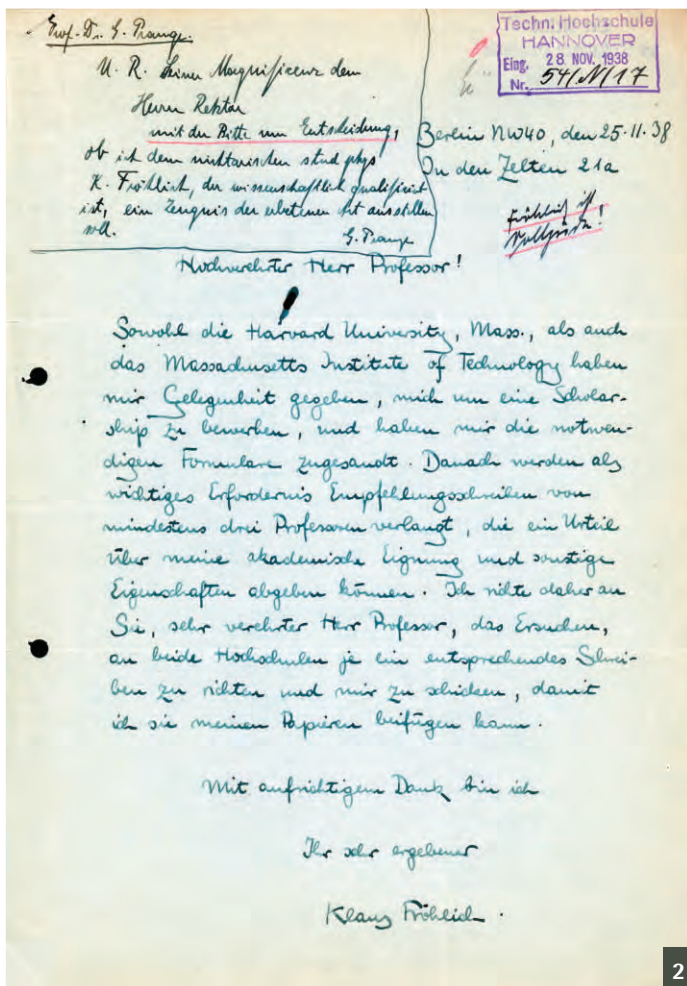 Prof. Dr. G. Prange.
U. R. Seiner Magnificenz dem
Herrn Rektor
mit der Bitte um Entscheidung,
ob ich dem nichtarischen stud phys
K. Fröhlich, der wissenschaftlich qualificiert
ist, ein Zeugnis der erbetenen Art ausstellen
soll.
G. Prange
Techn. Hochschule
HANNOVER
Eing. 28. NOV. 1938
Nr. 54/N/17
Berlin NW40, den 25.11.38
In den Zelten 21a
Fröhlich ist
Volljude!
Hochverehrter Herr Professor!
Sowohl die Harvard University, Mass., als auch
das Massachusetts Institute of Technology haben
mir Gelegenheit gegeben, mich um eine Scholar-
ship zu bewerben, und haben mir die notwen-
digen Formulare zugesandt. Danach werden als
wichtiges Erfordernis Empfehlungsschreiben von
mindestens drei Professoren verlangt, die ein Urteil
über meine akademische Eignung und sonstige
Eigenschaften abgeben können. Ich richte daher an
Sie, sehr verehrter Herr Professor, das Ersuchen,
an beide Hochschulen je ein entsprechendes Schrei-
ben zu richten und mir zu schicken, damit
ich sie meinen Papieren beifügen kann.
Mit aufrichtigem Dank bin ich
Ihr sehr ergebener
Klaus Fröhlich.
2